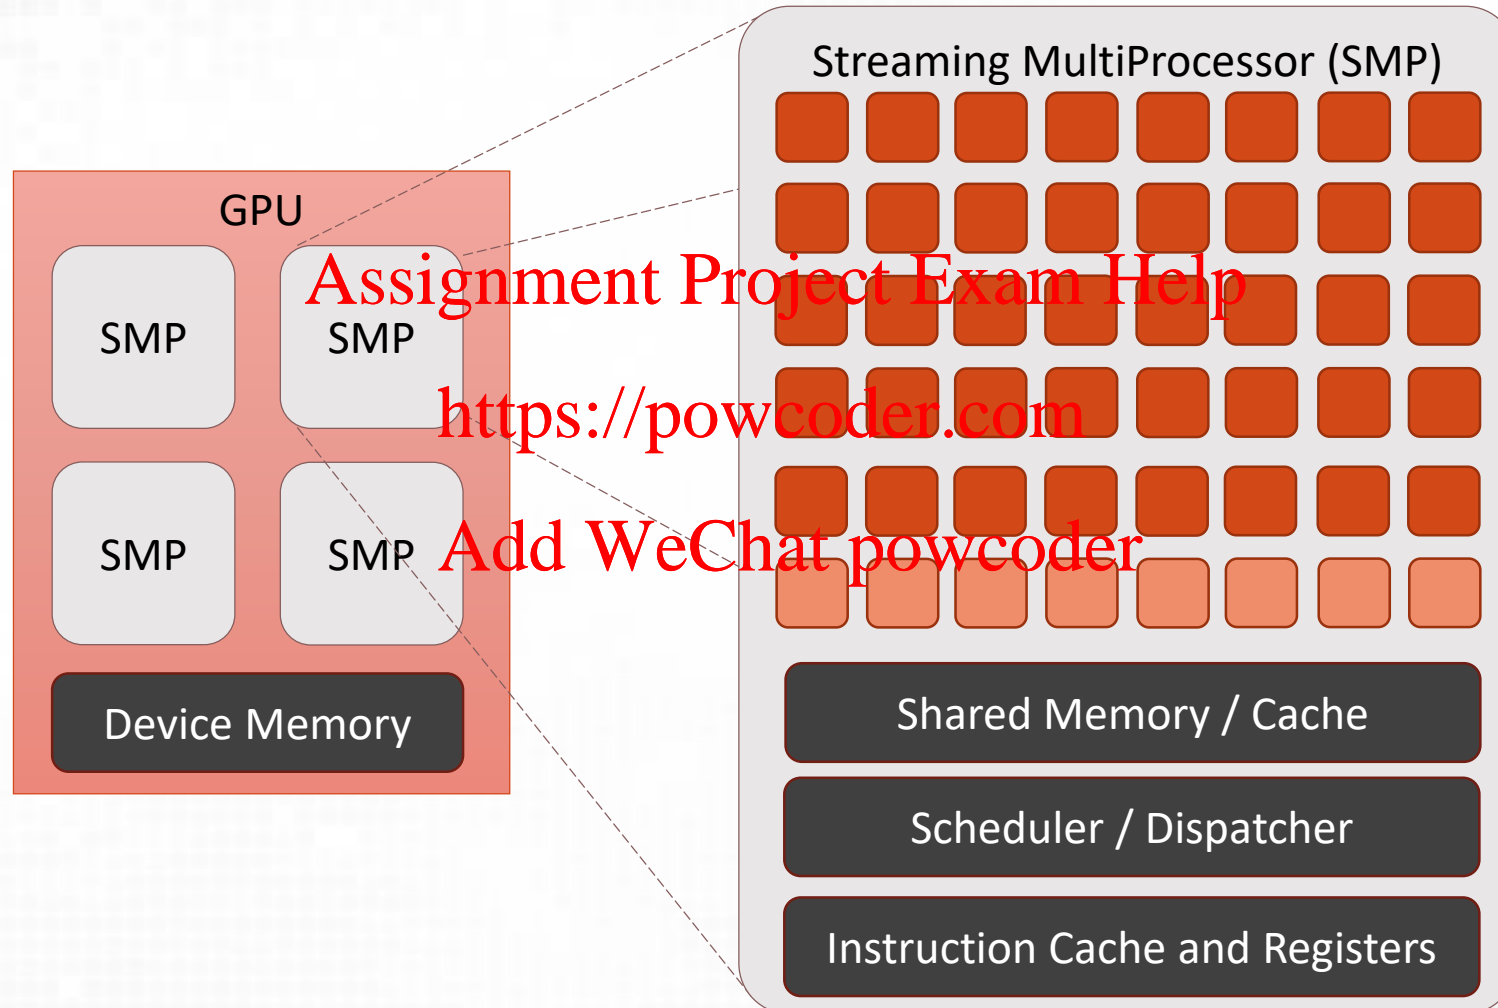 Streaming MultiProcessor (SMP)
GPU
SMP
SMP
SMP
SMP
Device Memory
Assignment Project Exam Help
https://powcoder.com
Add WeChat powcoder
Shared Memory / Cache
Scheduler / Dispatcher
Instruction Cache and Registers